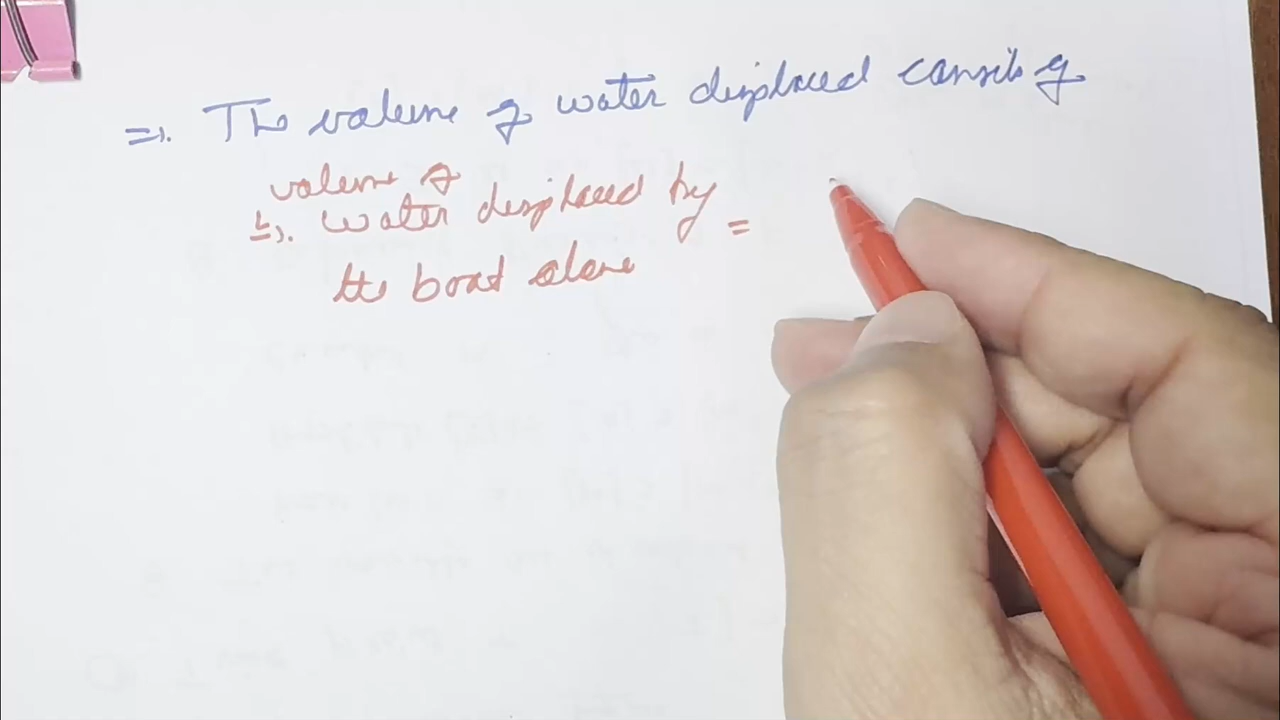 =). The volume of water displaced consists of
volume of
b). water displaced by =
the boat alone